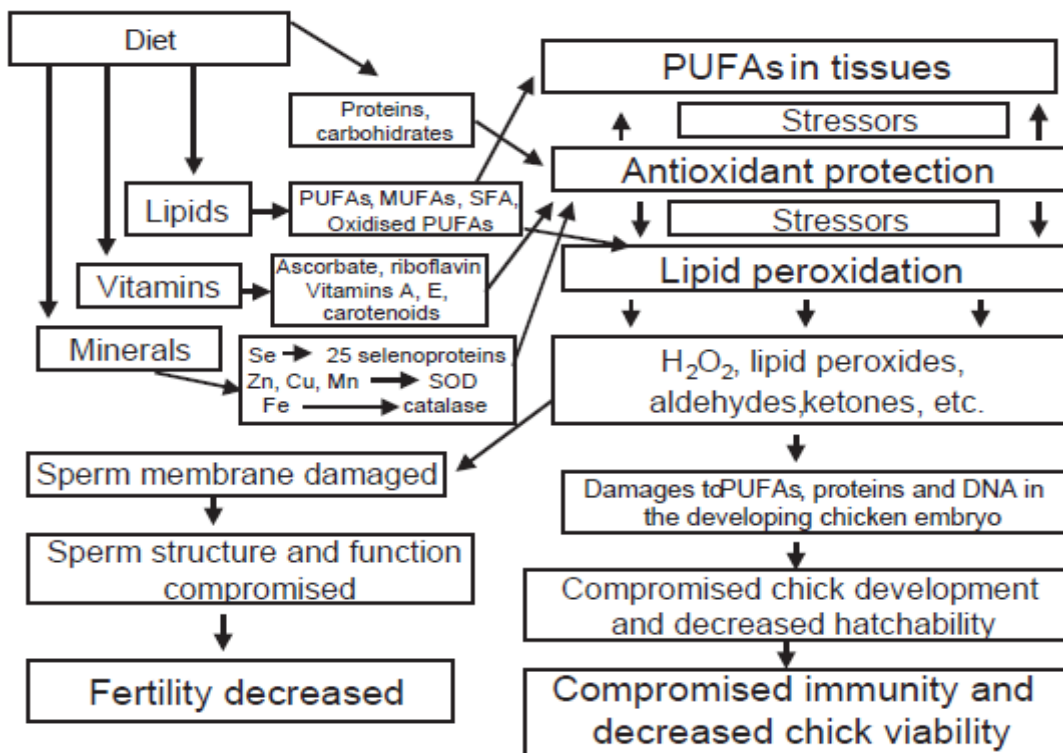 Diet
PUFAs in tissues
Proteins,
carbohidrates
Stressors
Antioxidant protection
Lipids
PUFAs, MUFAs, SFA,
Oxidised PUFAs
Stressors
Lipid peroxidation
Vitamins
Ascorbate, riboflavin
Vitamins A, E,
carotenoids
Minerals
Se 25 selenoproteins
Zn, Cu, Mn SOD
Fe catalase
H₂O₂, lipid peroxides,
aldehydes,ketones, etc.
Sperm membrane damaged
Damages to PUFAs, proteins and DNA in
the developing chicken embryo
Sperm structure and function
compromised
Compromised chick development
and decreased hatchability
Fertility decreased
Compromised immunity and
decreased chick viability